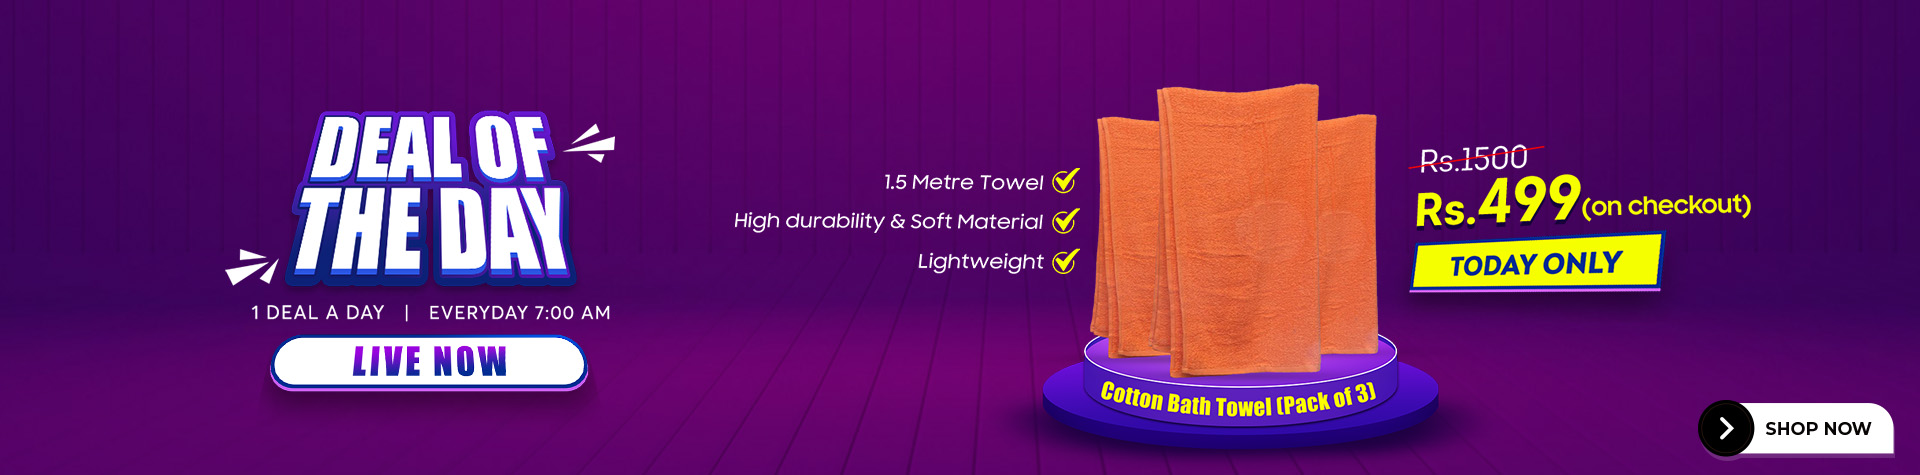 DEAL OF
THE DAY
1 DEAL A DAY | EVERYDAY 7:00 AM
LIVE NOW
1.5 Metre Towel
High durability & Soft Material
Lightweight
Cotton Bath Towel (Pack of 3)
Rs.1500
Rs.499(on checkout)
TODAY ONLY
SHOP NOW